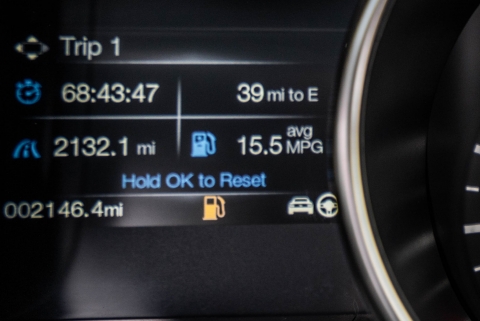 Trip 1
68:43:47 39 mi to E
2132.1 mi 15.5 avg MPG
Hold OK to Reset
002146.4mi